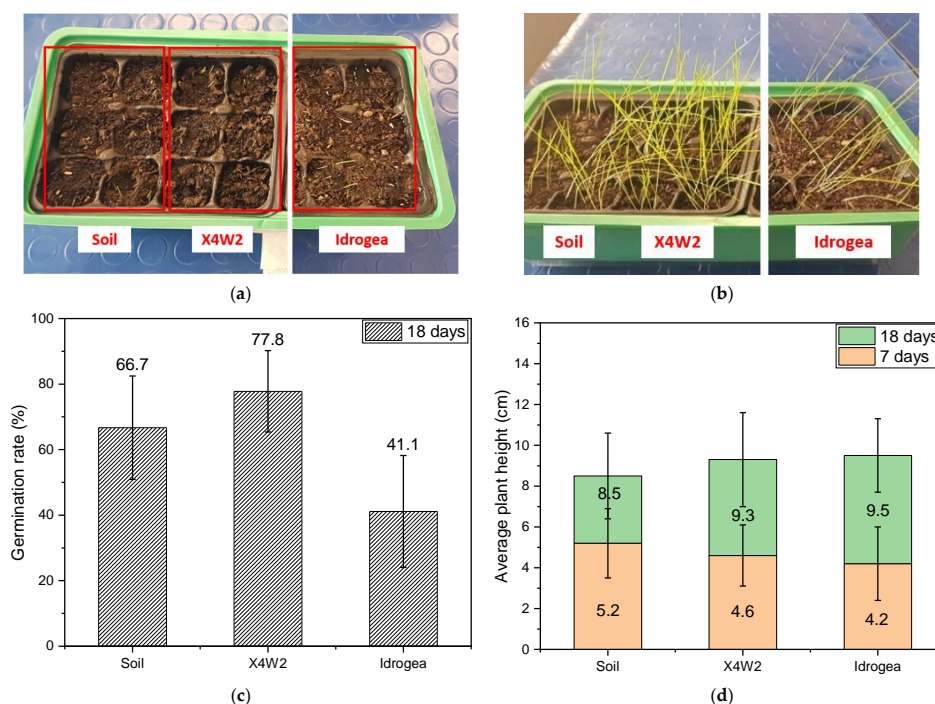 Soil X4W2 Idrogea
(a)
Soil X4W2 Idrogea
(b)
100
80
60
40
20
0
Germination rate (%)
18 days
66.7
77.8
41.1
Soil X4W2 Idrogea
(c)
16
14
12
10
8
6
4
2
0
Average plant height (cm)
18 days
7 days
8.5
9.3
9.5
5.2
4.6
4.2
Soil X4W2 Idrogea
(d)